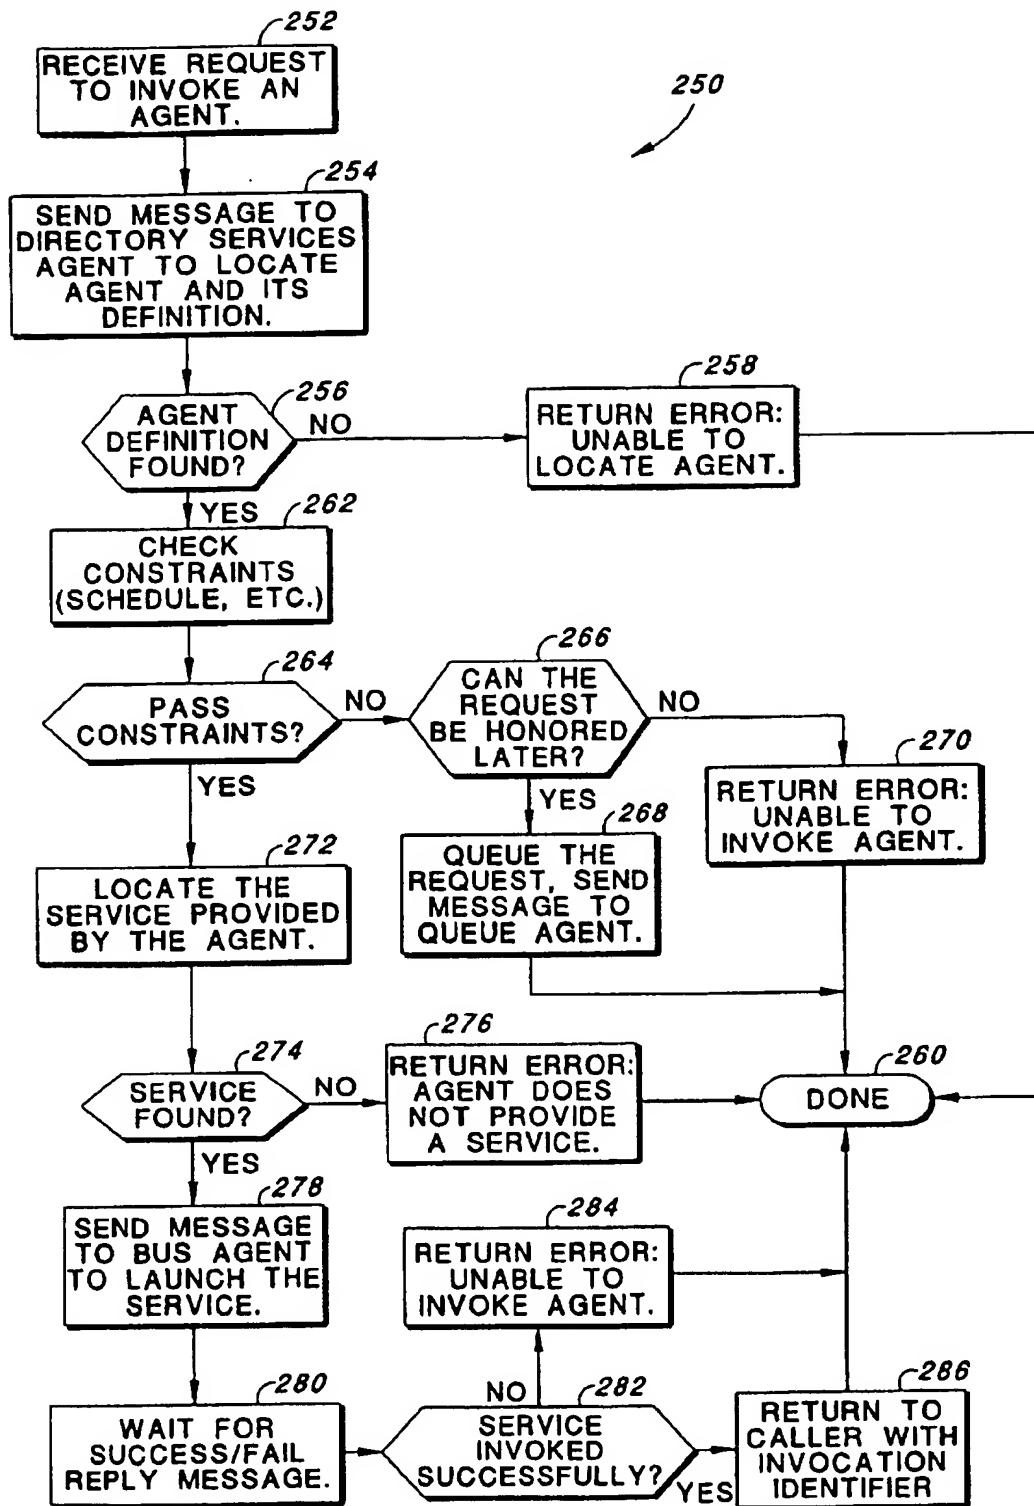 252
RECEIVE REQUEST
TO INVOKE AN
AGENT.
250
254
SEND MESSAGE TO
DIRECTORY SERVICES
AGENT TO LOCATE
AGENT AND ITS
DEFINITION.
256
AGENT
DEFINITION
FOUND?
NO
258
RETURN ERROR:
UNABLE TO
LOCATE AGENT.
YES
262
CHECK
CONSTRAINTS
(SCHEDULE, ETC.)
264
PASS
CONSTRAINTS?
NO
266
CAN THE
REQUEST
BE HONORED
LATER?
NO
270
RETURN ERROR:
UNABLE TO
INVOKE AGENT.
YES
YES
268
QUEUE THE
REQUEST, SEND
MESSAGE TO
QUEUE AGENT.
272
LOCATE THE
SERVICE PROVIDED
BY THE AGENT.
274
SERVICE
FOUND?
NO
276
RETURN ERROR:
AGENT DOES
NOT PROVIDE
A SERVICE.
260
DONE
YES
278
SEND MESSAGE
TO BUS AGENT
TO LAUNCH THE
SERVICE.
284
RETURN ERROR:
UNABLE TO
INVOKE AGENT.
280
WAIT FOR
SUCCESS/FAIL
REPLY MESSAGE.
NO
282
SERVICE
INVOKED
SUCCESSFULLY?
YES
286
RETURN TO
CALLER WITH
INVOCATION
IDENTIFIER